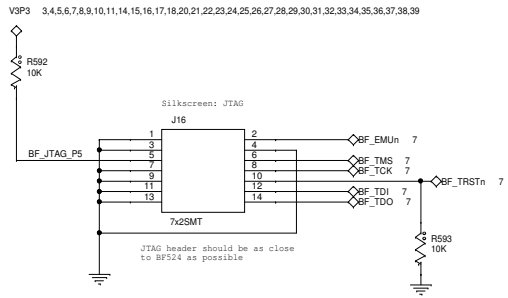 V3P3 3,4,5,6,7,8,9,10,11,14,15,16,17,18,20,21,22,23,24,25,26,27,28,29,30,31,32,33,34,35,36,37,38,39
R592
10K
Silkscreen: JTAG
J16
1 2
3 4
BF_JTAG_P5 5 6
7 8
9 10
11 12
13 14
BF_EMUn 7
BF_TMS 7
BF_TCK 7
BF_TRSTn 7
BF_TDI 7
BF_TDO 7
7x2SMT
JTAG header should be as close
to BF524 as possible
R593
10K